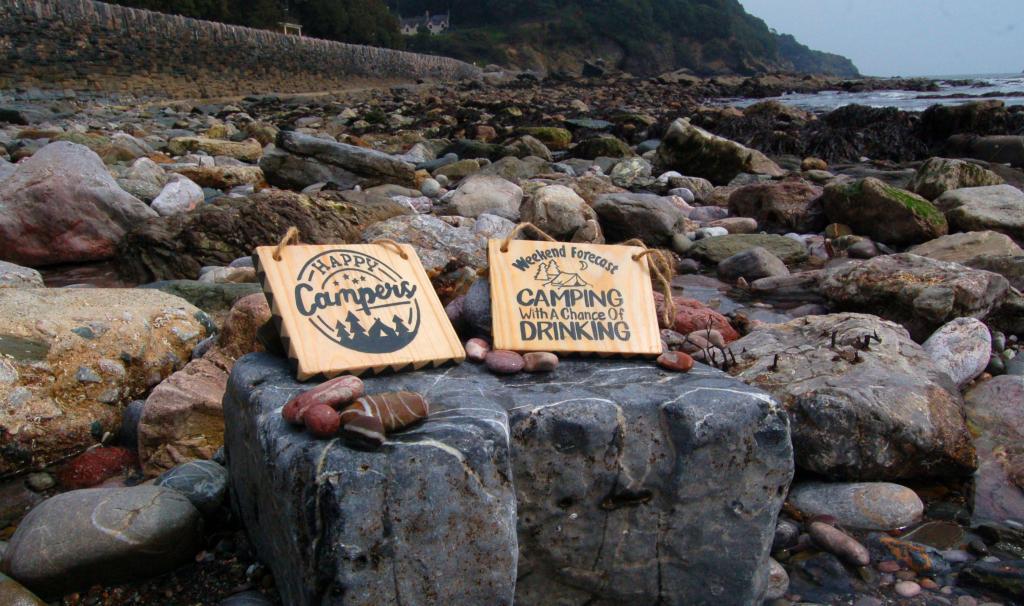 HAPPY
Campers
Weekend Forecast
CAMPING
With A Chance Of
DRINKING